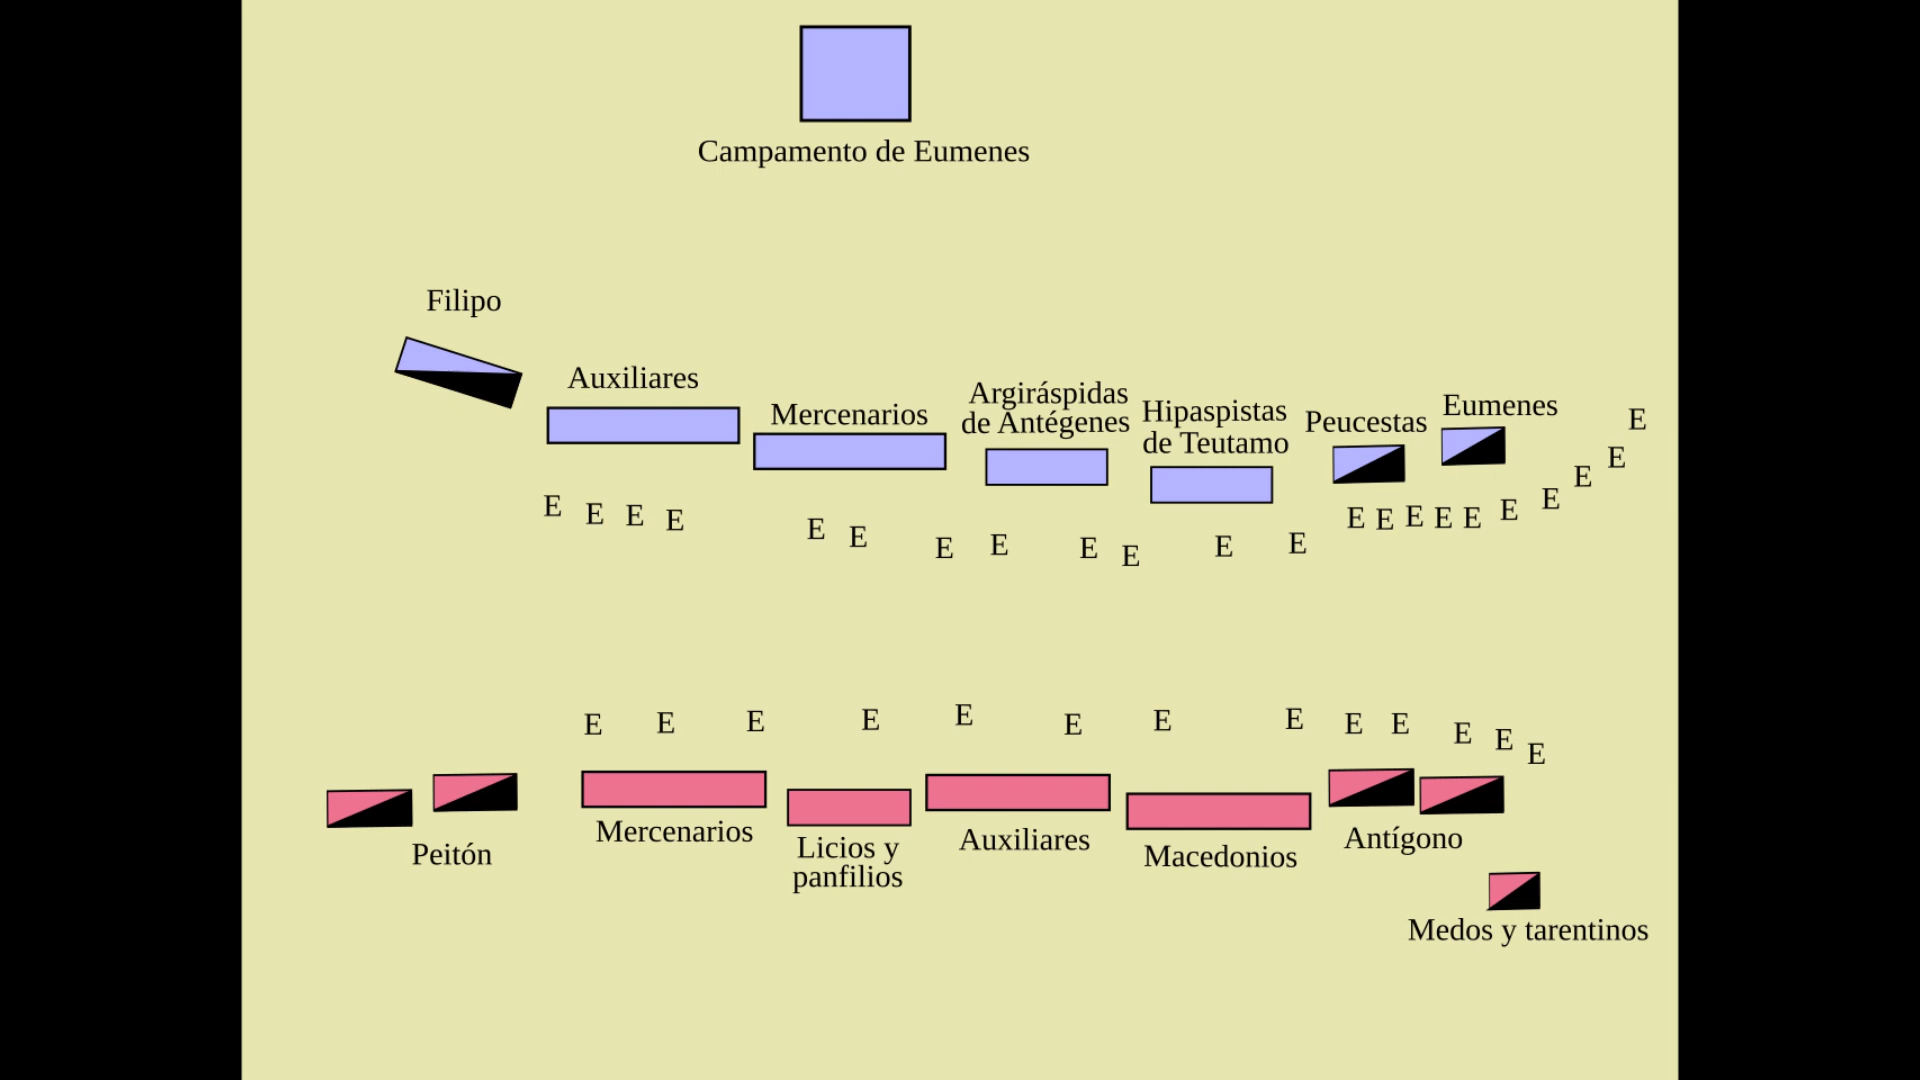 Campamento de Eumenes
Filipo
Auxiliares
Mercenarios
Argiráspidas
de Antégenes
Hipaspistas
de Teutamo
Peucestas
Eumenes
E
E
E
E
E
E E E E E E
E E E E
E E
E E
E E
E E
E E E E E E E E E E E E E
Peitón
Mercenarios
Licios y
panfilios
Auxiliares
Macedonios
Antígono
Medos y tarentinos